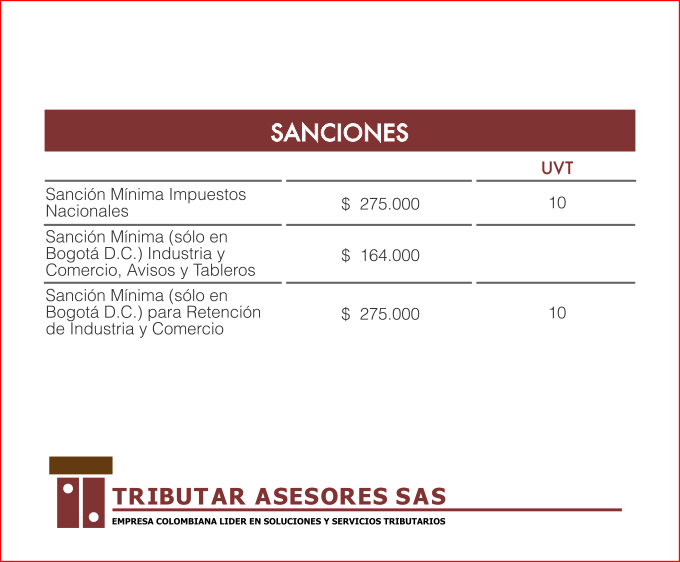 SANCIONES
UVT
Sanción Mínima Impuestos
Nacionales
$ 275.000
10
Sanción Mínima (sólo en
Bogotá D.C.) Industria y
Comercio, Avisos y Tableros
$ 164.000
Sanción Mínima (sólo en
Bogotá D.C.) para Retención
de Industria y Comercio
$ 275.000
10
TRIBUTAR ASESORES SAS
EMPRESA COLOMBIANA LIDER EN SOLUCIONES Y SERVICIOS TRIBUTARIOS